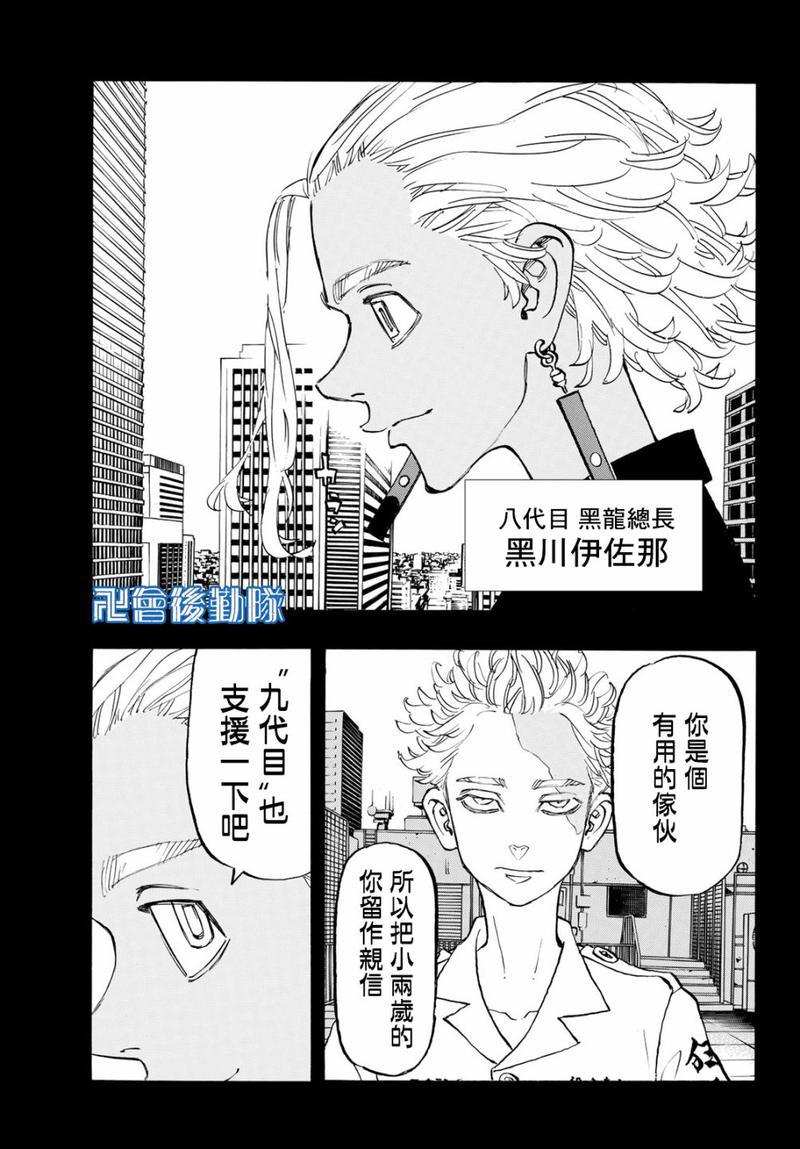 八代目 黑龍總長
黑川伊佐那
卍會後勤隊
你是個
有用的傢伙
所以把小兩歲的
你留作親信
"九代目"也
支援一下吧